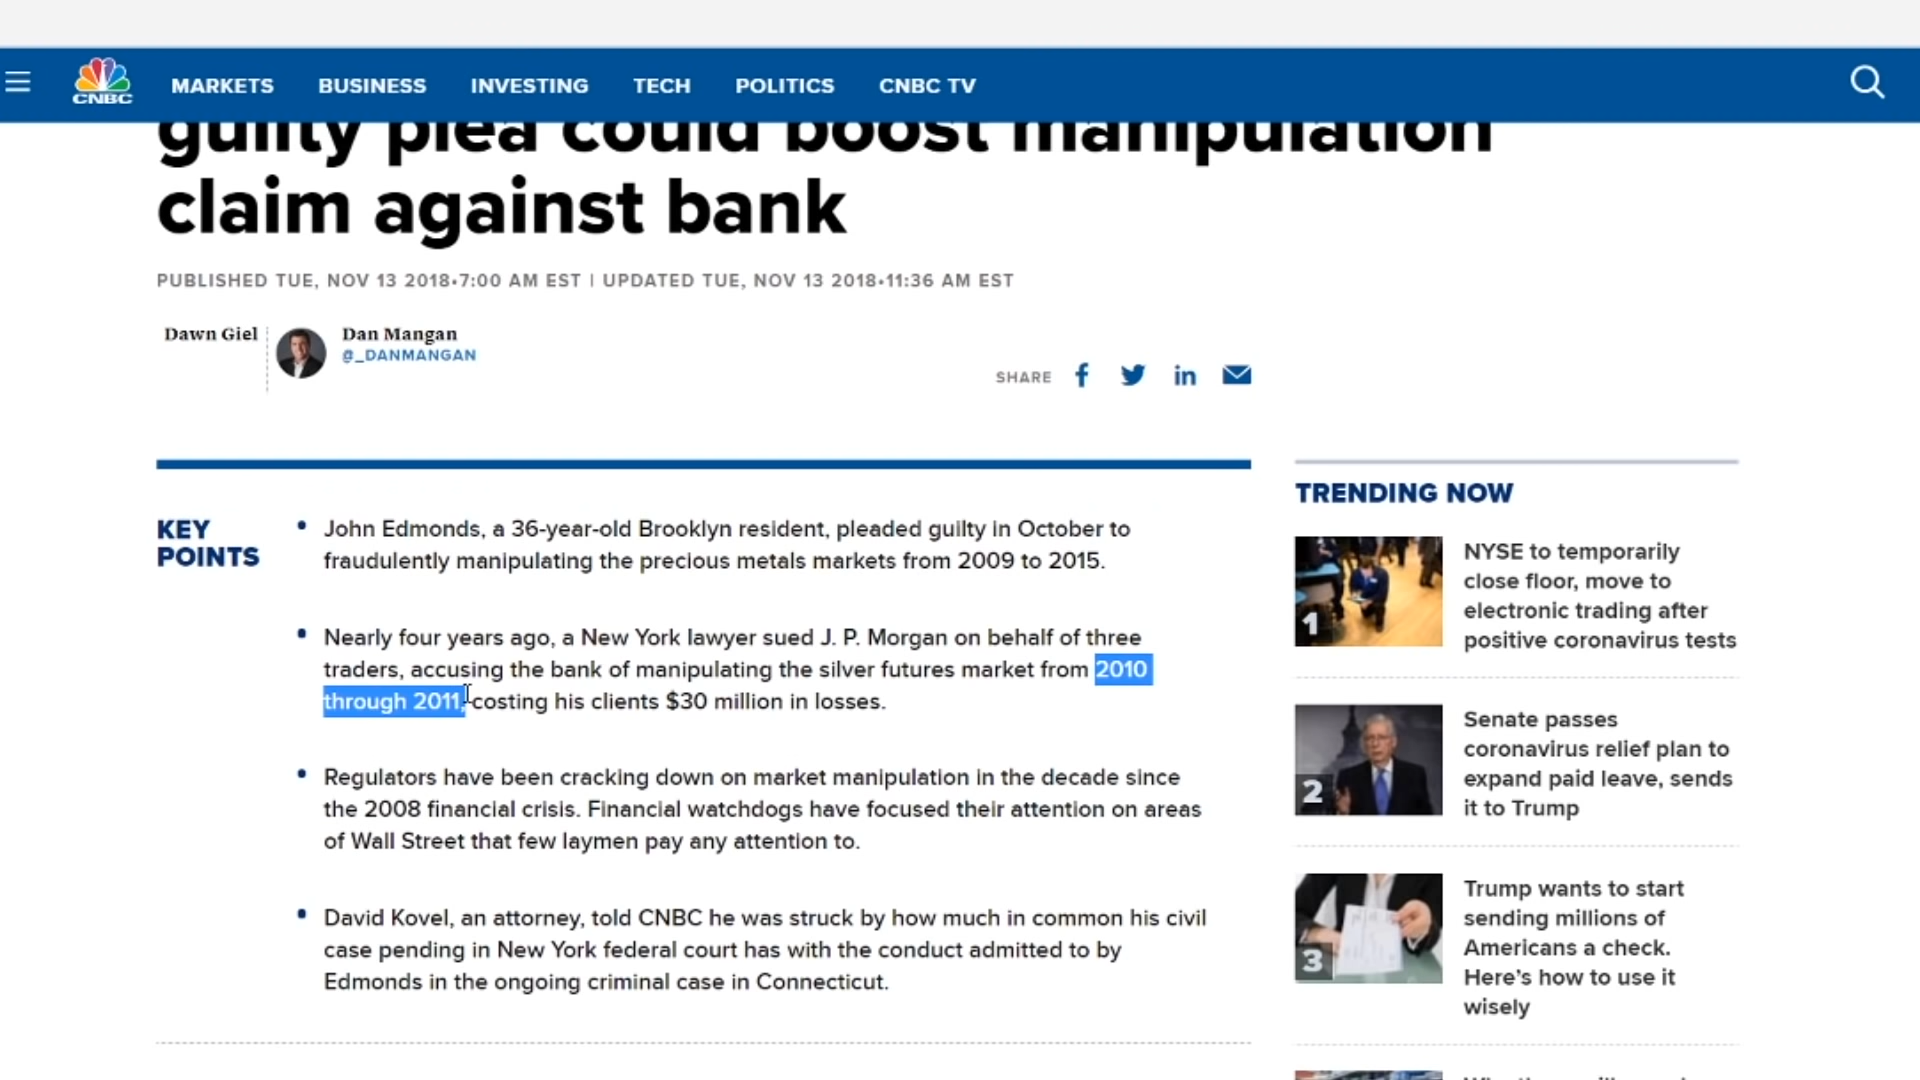 CNBC
MARKETS
BUSINESS
INVESTING
TECH
POLITICS
CNBC TV
guilty plea could boost manipulation
claim against bank
PUBLISHED TUE, NOV 13 2018•7:00 AM EST | UPDATED TUE, NOV 13 2018•11:36 AM EST
Dawn Giel
Dan Mangan
@_DANMANGAN
SHARE
KEY
POINTS
• John Edmonds, a 36-year-old Brooklyn resident, pleaded guilty in October to
fraudulently manipulating the precious metals markets from 2009 to 2015.
• Nearly four years ago, a New York lawyer sued J. P. Morgan on behalf of three
traders, accusing the bank of manipulating the silver futures market from 2010
through 2011, costing his clients $30 million in losses.
• Regulators have been cracking down on market manipulation in the decade since
the 2008 financial crisis. Financial watchdogs have focused their attention on areas
of Wall Street that few laymen pay any attention to.
• David Kovel, an attorney, told CNBC he was struck by how much in common his civil
case pending in New York federal court has with the conduct admitted to by
Edmonds in the ongoing criminal case in Connecticut.
TRENDING NOW
1
NYSE to temporarily
close floor, move to
electronic trading after
positive coronavirus tests
2
Senate passes
coronavirus relief plan to
expand paid leave, sends
it to Trump
3
Trump wants to start
sending millions of
Americans a check.
Here's how to use it
wisely